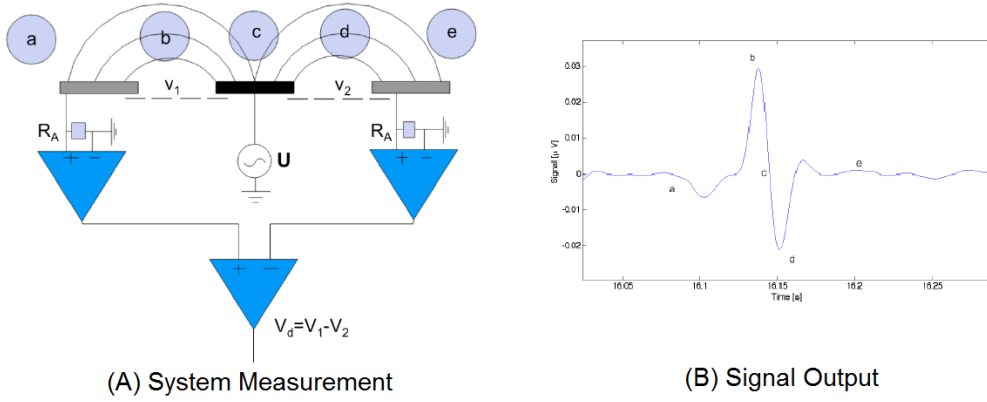 a
b
c
d
e
v1
v2
RA
RA
U
+ −
+ −
+ −
Vd=V1-V2
(A) System Measurement
0.03
0.02
0.01
0
-0.01
-0.02
Signal [μ V]
b
a
c
e
d
16.05 16.1 16.15 16.2 16.25
Time [s]
(B) Signal Output